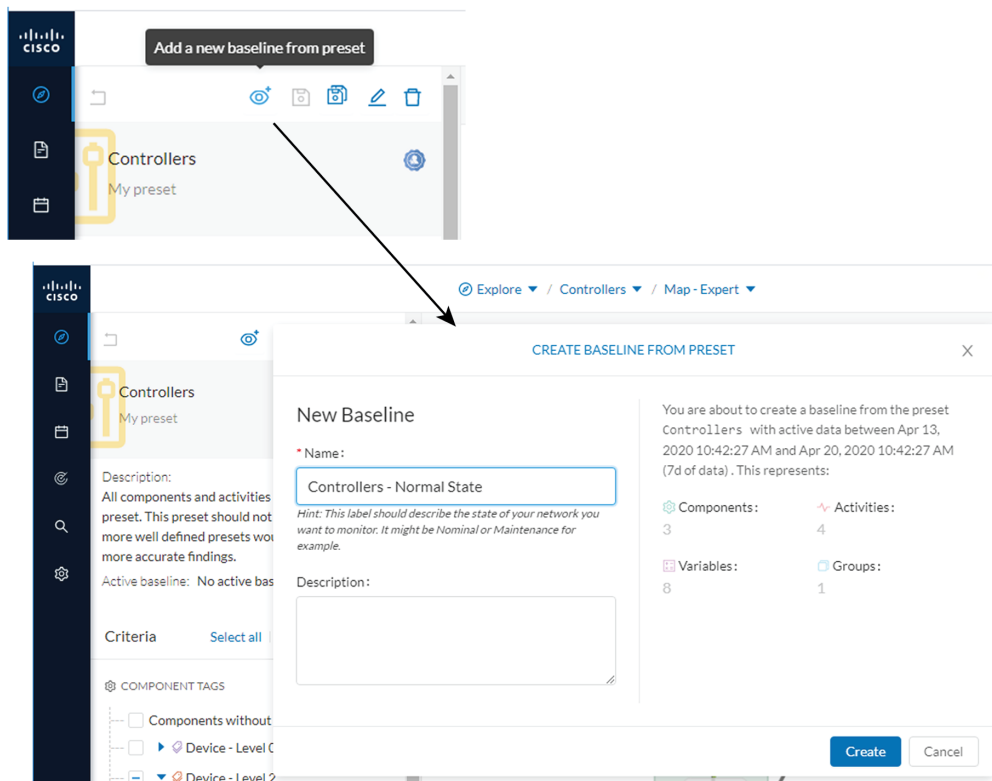 CISCO
Add a new baseline from preset
Controllers
My preset
CISCO
Explore / Controllers / Map - Expert
Controllers
My preset
Description:
All components and activities
preset. This preset should not
more well defined presets wou
more accurate findings.
Active baseline: No active bas
Criteria Select all
COMPONENT TAGS
Components without
Device - Level 0
Device - Level 2
CREATE BASELINE FROM PRESET
New Baseline
* Name:
Controllers - Normal State
Hint: This label should describe the state of your network you
want to monitor. It might be Nominal or Maintenance for
example.
Description:
You are about to create a baseline from the preset
Controllers with active data between Apr 13,
2020 10:42:27 AM and Apr 20, 2020 10:42:27 AM
(7d of data) . This represents:
Components: Activities:
3 4
Variables: Groups:
8 1
Create Cancel